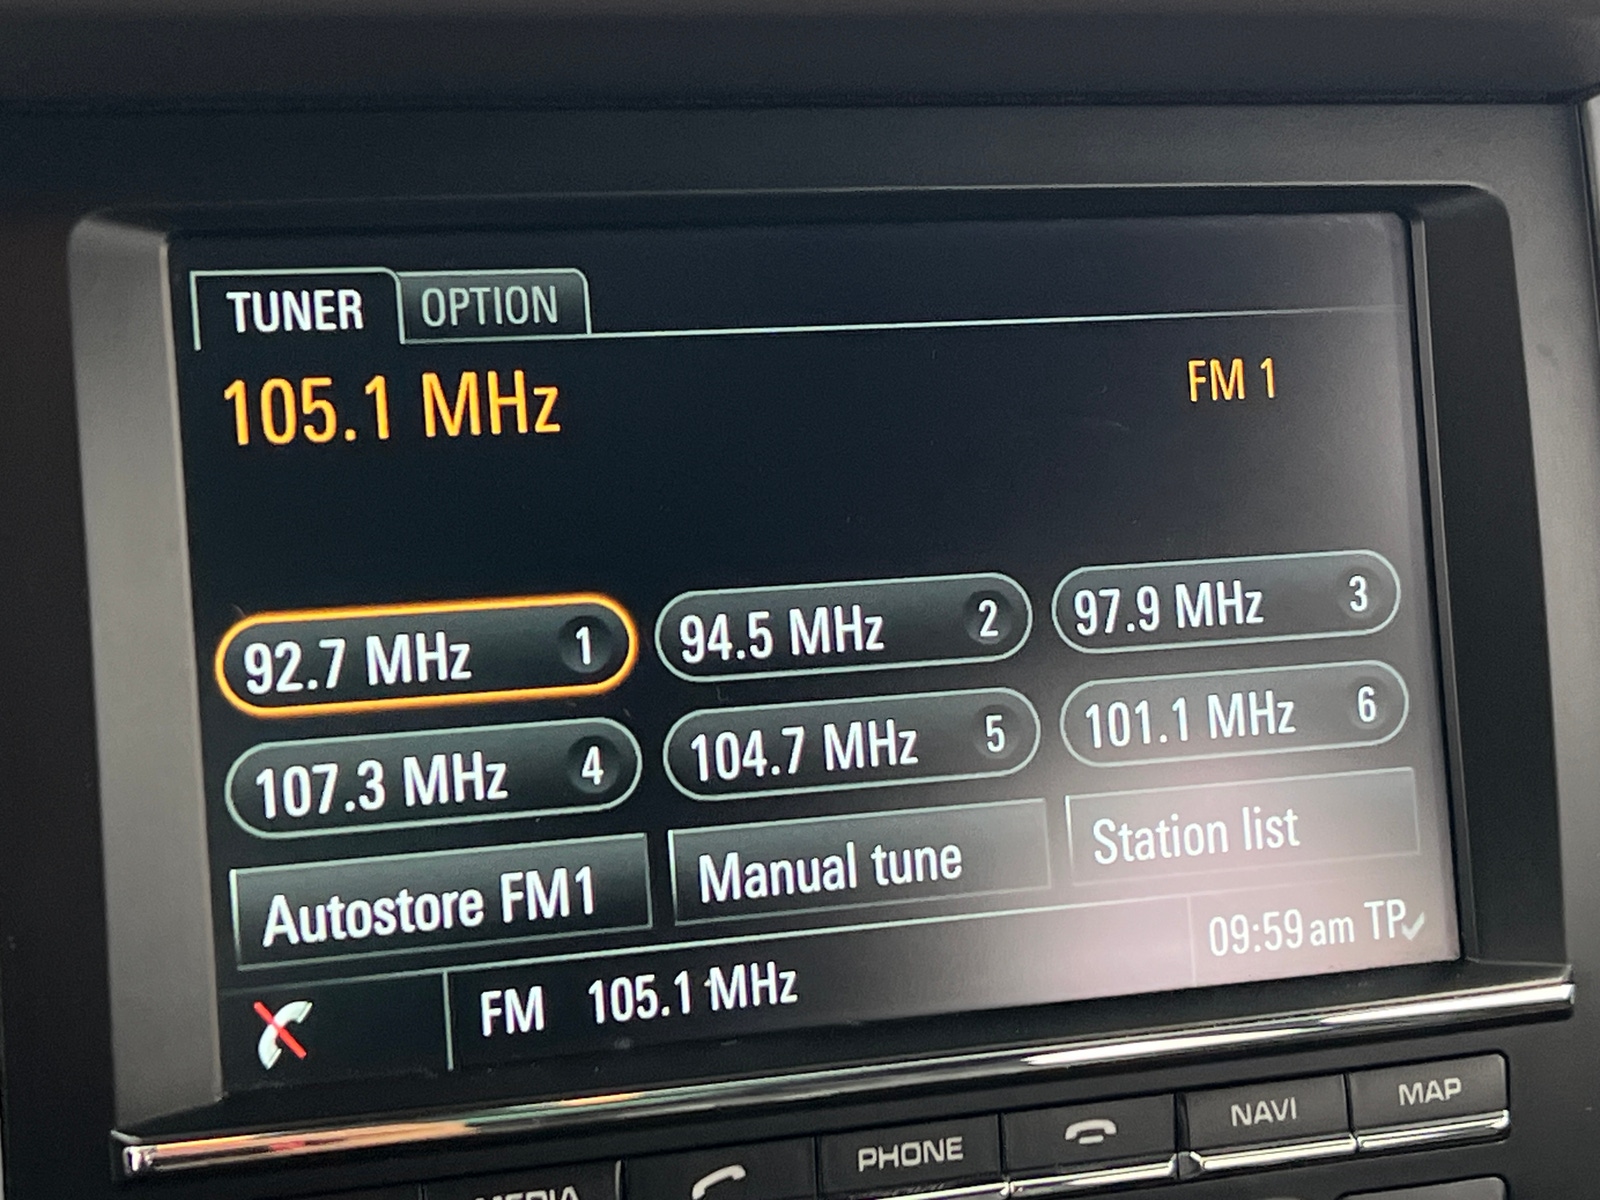 TUNER OPTION
105.1 MHz FM 1
92.7 MHz 1 94.5 MHz 2 97.9 MHz 3
107.3 MHz 4 104.7 MHz 5 101.1 MHz 6
Autostore FM1 Manual tune Station list
FM 105.1 MHz 09:59 am TP
MEDIA PHONE NAVI MAP